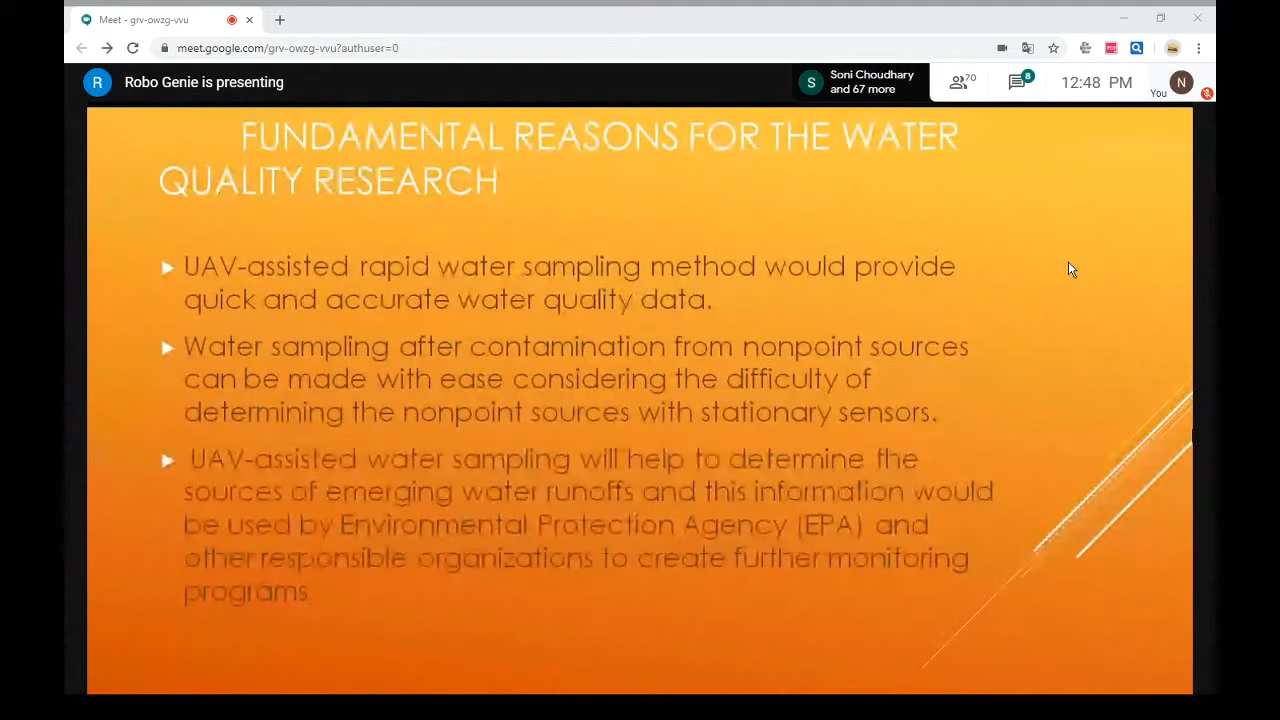 Meet - grv-owzg-vvu
meet.google.com/grv-owzg-vvu?authuser=0
PDF
R
Robo Genie is presenting
S
Soni Choudhary
and 67 more
70
8
12:48 PM
You
N
FUNDAMENTAL REASONS FOR THE WATER
QUALITY RESEARCH
UAV-assisted rapid water sampling method would provide
quick and accurate water quality data.
Water sampling after contamination from nonpoint sources
can be made with ease considering the difficulty of
determining the nonpoint sources with stationary sensors.
UAV-assisted water sampling will help to determine the
sources of emerging water runoffs and this information would
be used by Environmental Protection Agency (EPA) and
other responsible organizations to create further monitoring
programs